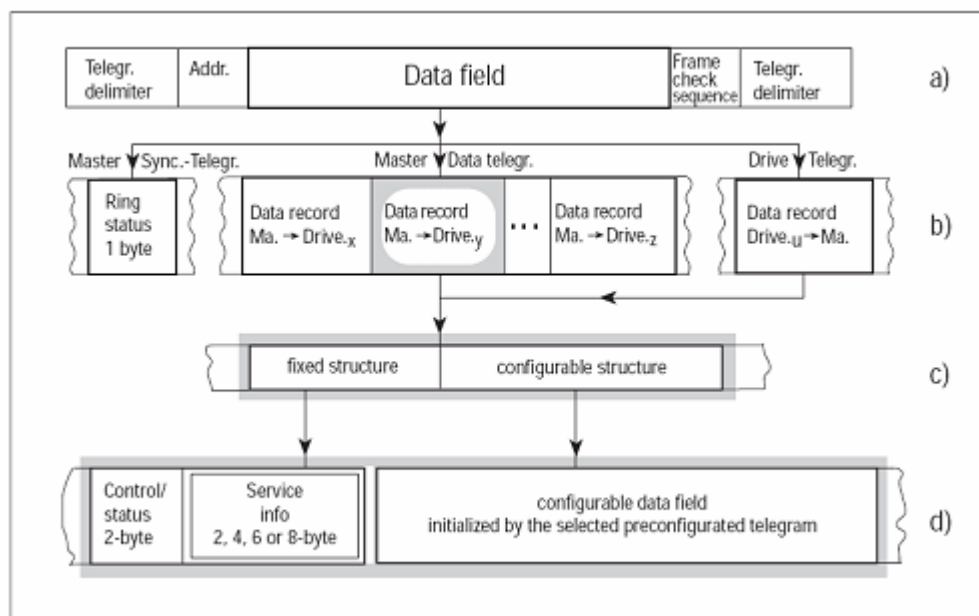 Telegr.
delimiter
Addr.
Data field
Frame
check
sequence
Telegr.
delimiter
a)
Master Sync.-Telegr.
Master Data telegr.
Drive Telegr.
Ring
status
1 byte
Data record
Ma. → Drive.x
Data record
Ma. → Drive.y
...
Data record
Ma. → Drive.z
Data record
Drive.u → Ma.
b)
fixed structure
configurable structure
c)
Control/
status
2-byte
Service
info
2, 4, 6 or 8-byte
configurable data field
initialized by the selected preconfigurated telegram
d)